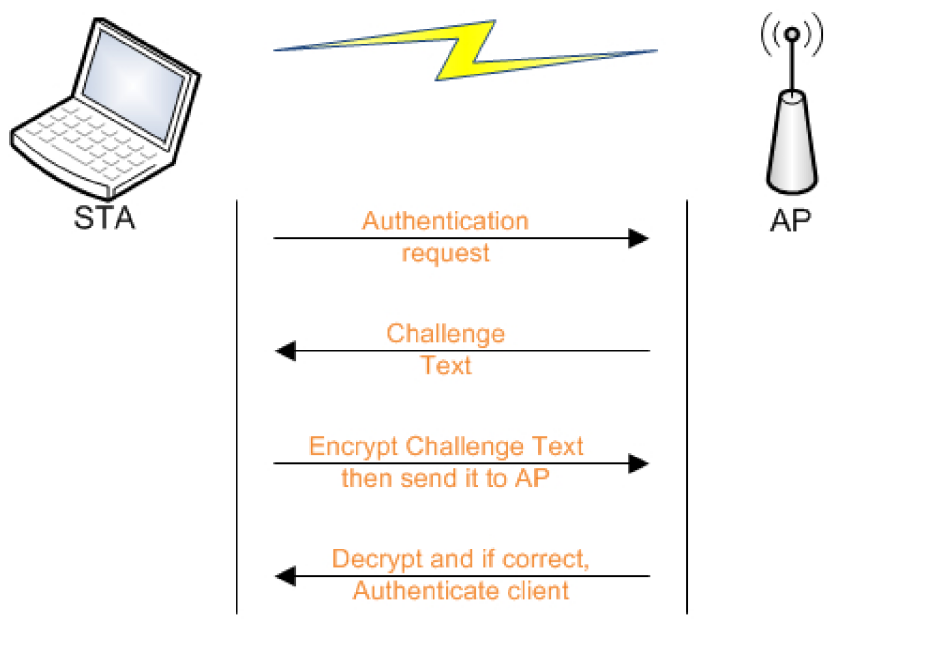 STA
AP
Authentication
request
Challenge
Text
Encrypt Challenge Text
then send it to AP
Decrypt and if correct,
Authenticate client